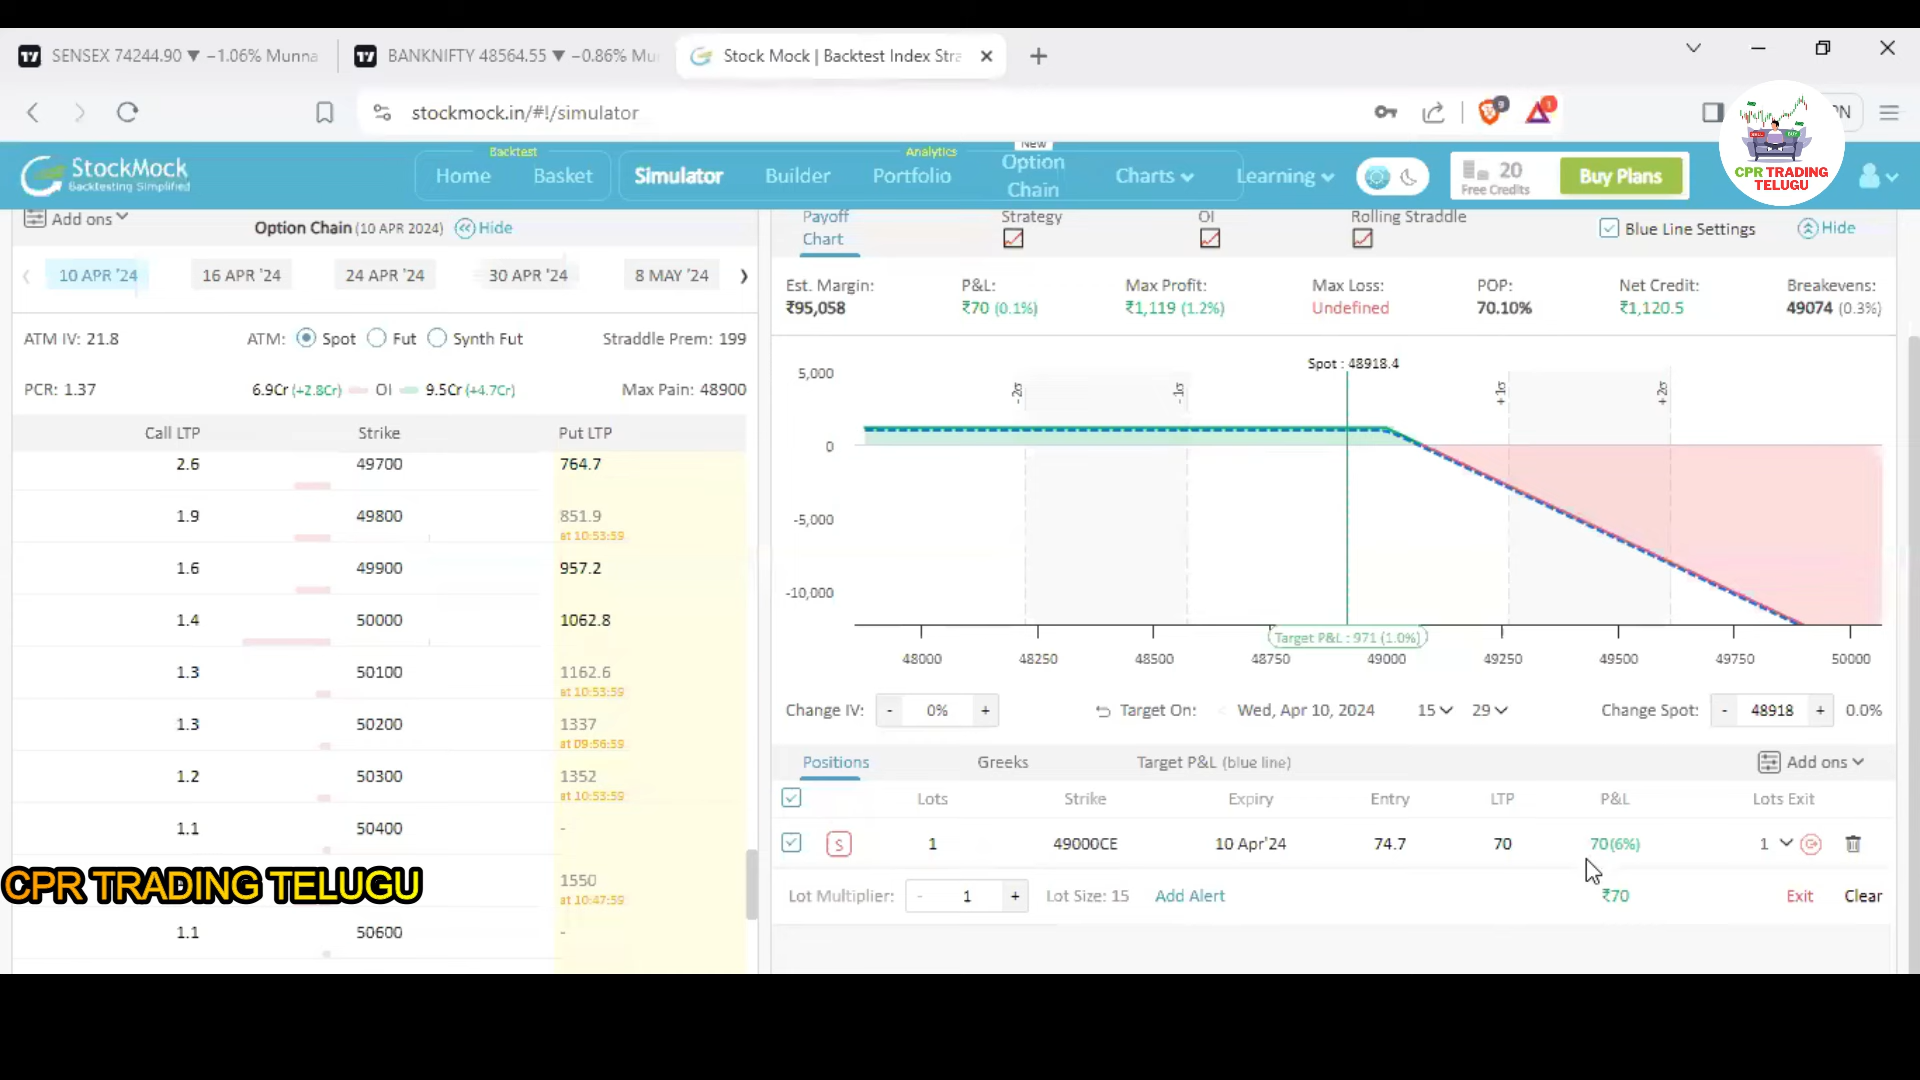 SENSEX 74244.90 ▼ −1.06% Munna
BANKNIFTY 48564.55 ▼ −0.86% Mu
Stock Mock | Backtest Index Stra
stockmock.in/#!/simulator
9
1
StockMock
Backtesting Simplified
Backtest
Home
Basket
Simulator
Builder
Analytics
Portfolio
New
Option
Chain
Charts
Learning
20
Free Credits
Buy Plans
CPR TRADING
TELUGU
Add ons
Option Chain (10 APR 2024)
Hide
10 APR '24
16 APR '24
24 APR '24
30 APR '24
8 MAY '24
ATM IV: 21.8
ATM:
Spot
Fut
Synth Fut
Straddle Prem: 199
PCR: 1.37
6.9Cr (+2.8Cr)
OI
9.5Cr (+4.7Cr)
Max Pain: 48900
Call LTP Strike Put LTP
2.6 49700 764.7
1.9 49800 851.9
at 10:53:59
1.6 49900 957.2
1.4 50000 1062.8
1.3 50100 1162.6
at 10:53:59
1.3 50200 1337
at 09:56:59
1.2 50300 1352
at 10:53:59
1.1 50400 -
1550
at 10:47:59
1.1 50600 -
CPR TRADING TELUGU
Payoff
Chart
Strategy
OI
Rolling Straddle
Blue Line Settings
Hide
Est. Margin: P&L: Max Profit: Max Loss: POP: Net Credit: Breakevens:
₹95,058 ₹70 (0.1%) ₹1,119 (1.2%) Undefined 70.10% ₹1,120.5 49074 (0.3%)
Spot : 48918.4
5,000
0
-5,000
-10,000
-2σ
-1σ
+1σ
+2σ
Target P&L : 971 (1.0%)
48000 48250 48500 48750 49000 49250 49500 49750 50000
Change IV: - 0% +
Target On: < Wed, Apr 10, 2024 15 29
Change Spot: - 48918 + 0.0%
Positions Greeks Target P&L (blue line)
Add ons
Lots Strike Expiry Entry LTP P&L Lots Exit
S 1 49000CE 10 Apr'24 74.7 70 70(6%) 1
Lot Multiplier: - 1 + Lot Size: 15 Add Alert ₹70 Exit Clear